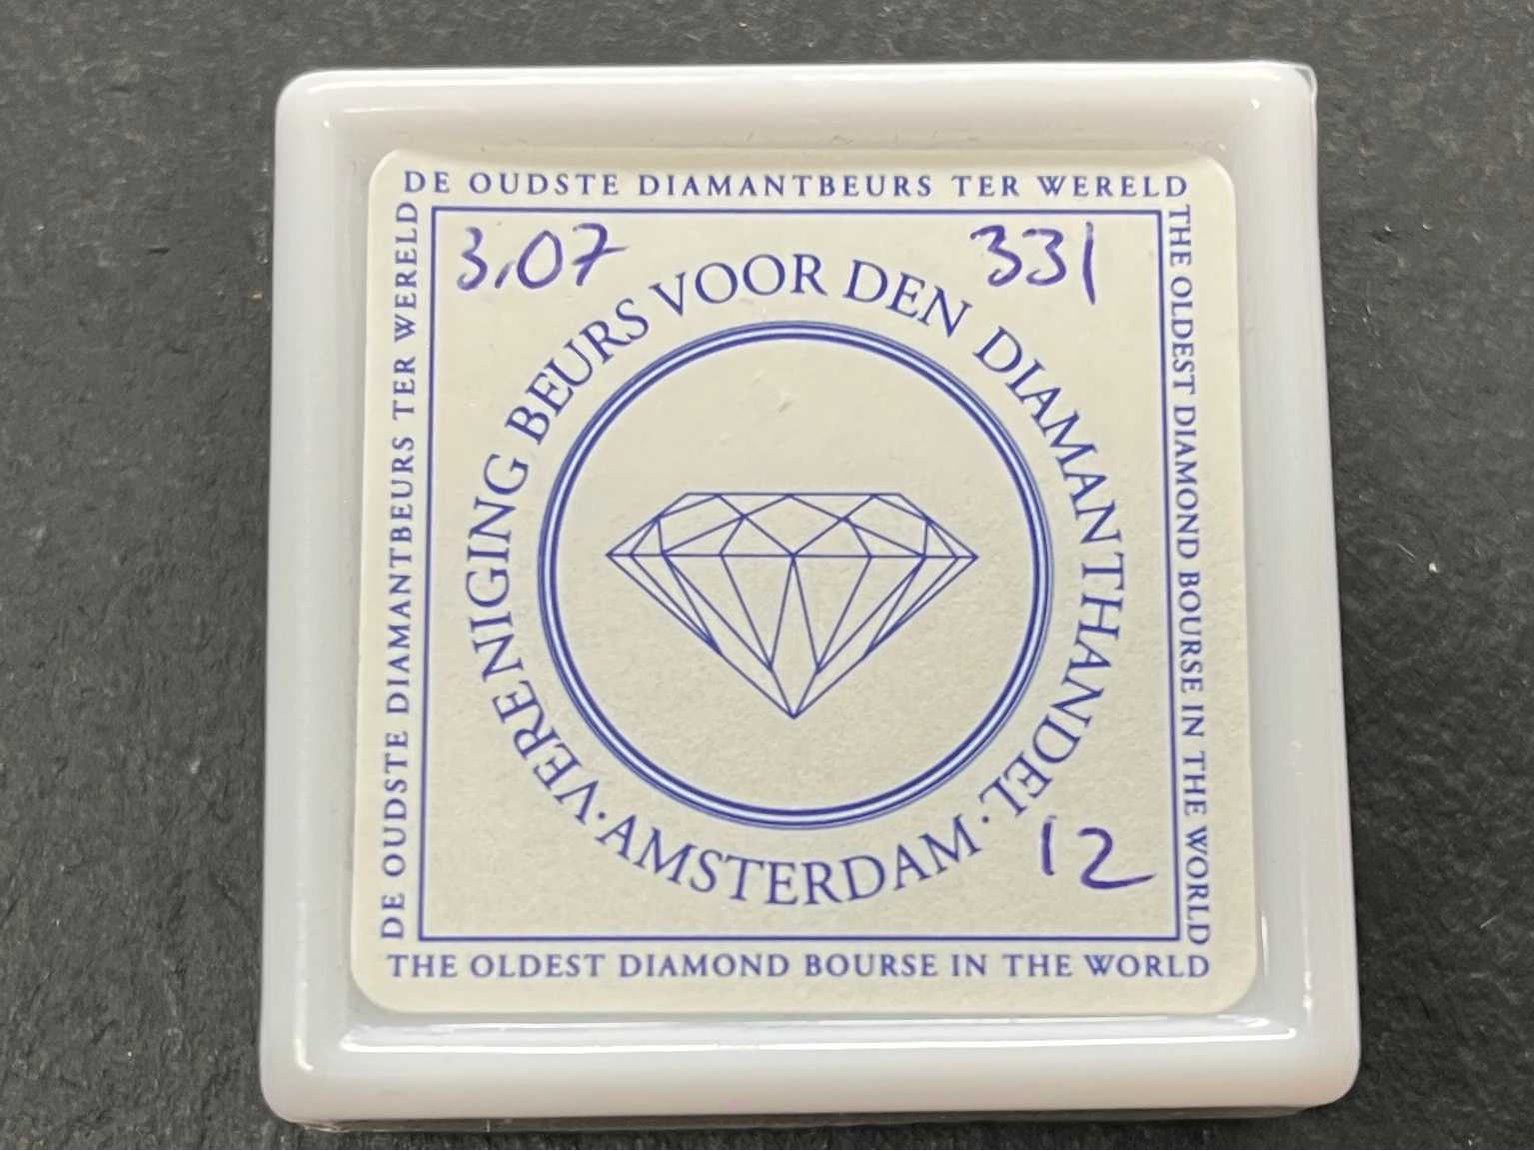 DE OUDSTE DIAMANTBEURS TER WERELD
DE OUDSTE DIAMANTBEURS TER WERELD
THE OLDEST DIAMOND BOURSE IN THE WORLD
3,07
331
VERENIGING BEURS VOOR DEN DIAMANTHANDEL · AMSTERDAM ·
12
THE OLDEST DIAMOND BOURSE IN THE WORLD